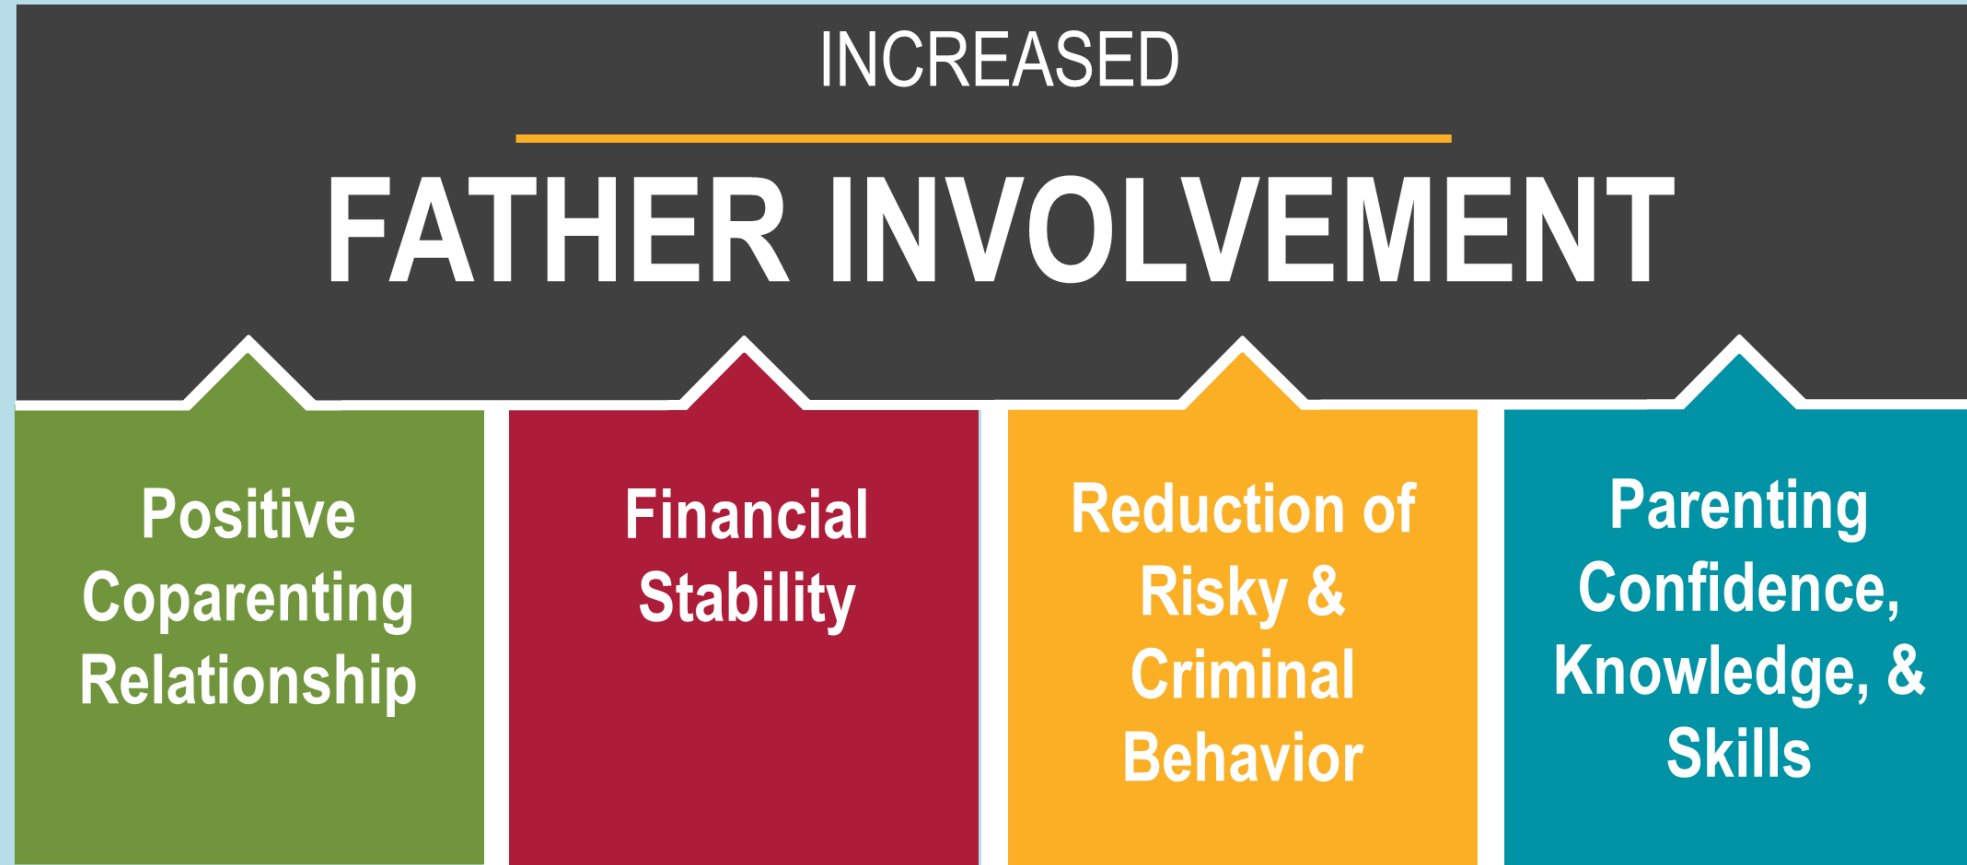 INCREASED
FATHER INVOLVEMENT
Positive
Coparenting
Relationship
Financial
Stability
Reduction of
Risky &
Criminal
Behavior
Parenting
Confidence,
Knowledge, &
Skills